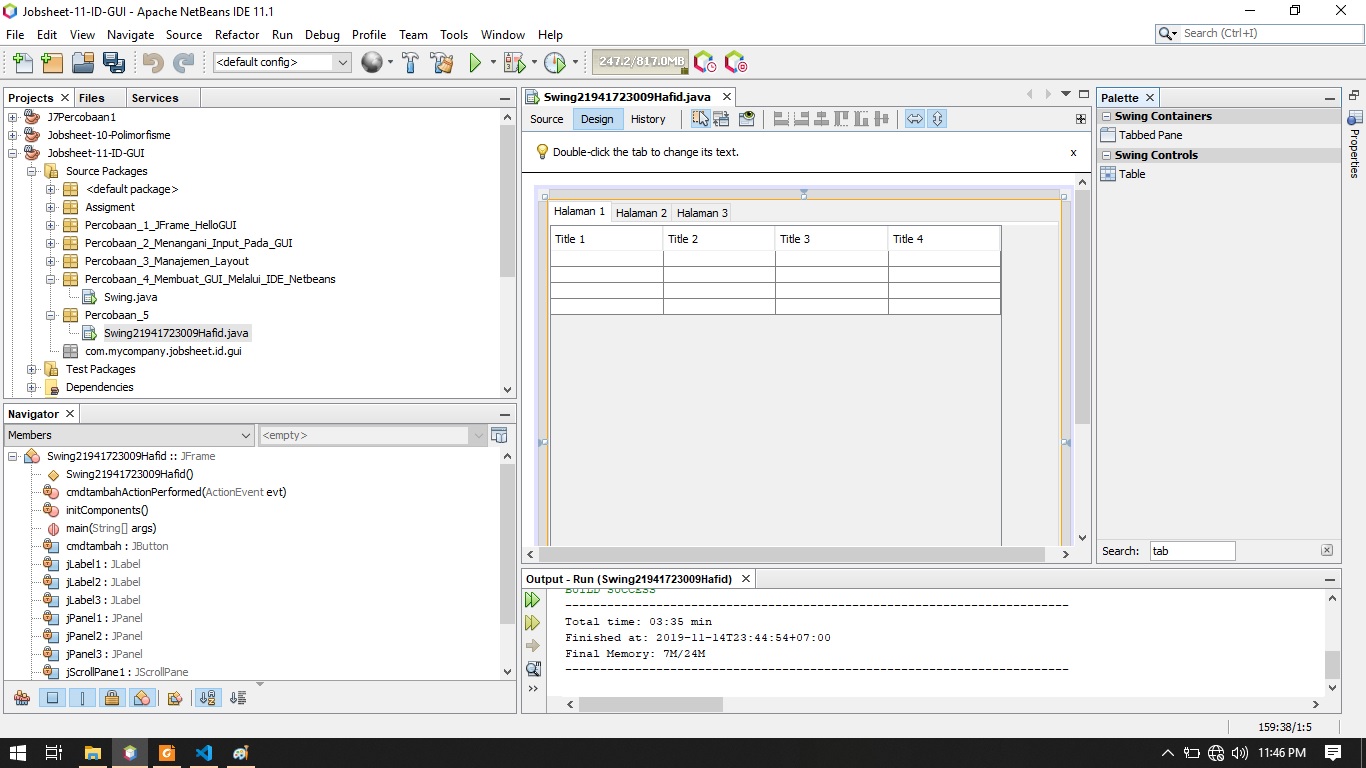 Jobsheet-11-ID-GUI - Apache NetBeans IDE 11.1
File Edit View Navigate Source Refactor Run Debug Profile Team Tools Window Help
Search (Ctrl+I)
<default config>
247.2/817.0MB
Projects Files Services
J7Percobaan1
Jobsheet-10-Polimorfisme
Jobsheet-11-ID-GUI
Source Packages
<default package>
Assigment
Percobaan_1_JFrame_HelloGUI
Percobaan_2_Menangani_Input_Pada_GUI
Percobaan_3_Manajemen_Layout
Percobaan_4_Membuat_GUI_Melalui_IDE_Netbeans
Swing.java
Percobaan_5
Swing21941723009Hafid.java
com.mycompany.jobsheet.id.gui
Test Packages
Dependencies
Navigator
Members
<empty>
Swing21941723009Hafid :: JFrame
Swing21941723009Hafid()
cmdtambahActionPerformed(ActionEvent evt)
initComponents()
main(String[] args)
cmdtambah : JButton
jLabel1 : JLabel
jLabel2 : JLabel
jLabel3 : JLabel
jPanel1 : JPanel
jPanel2 : JPanel
jPanel3 : JPanel
jScrollPane1 : JScrollPane
Swing21941723009Hafid.java
Source Design History
Double-click the tab to change its text.
x
Halaman 1 Halaman 2 Halaman 3
Title 1 Title 2 Title 3 Title 4
Palette
Swing Containers
Tabbed Pane
Swing Controls
Table
Search: tab
Properties
Output - Run (Swing21941723009Hafid)
BUILD SUCCESS
------------------------------------------------------------------------
Total time: 03:35 min
Finished at: 2019-11-14T23:44:54+07:00
Final Memory: 7M/24M
------------------------------------------------------------------------
159:38/1:5
11:46 PM